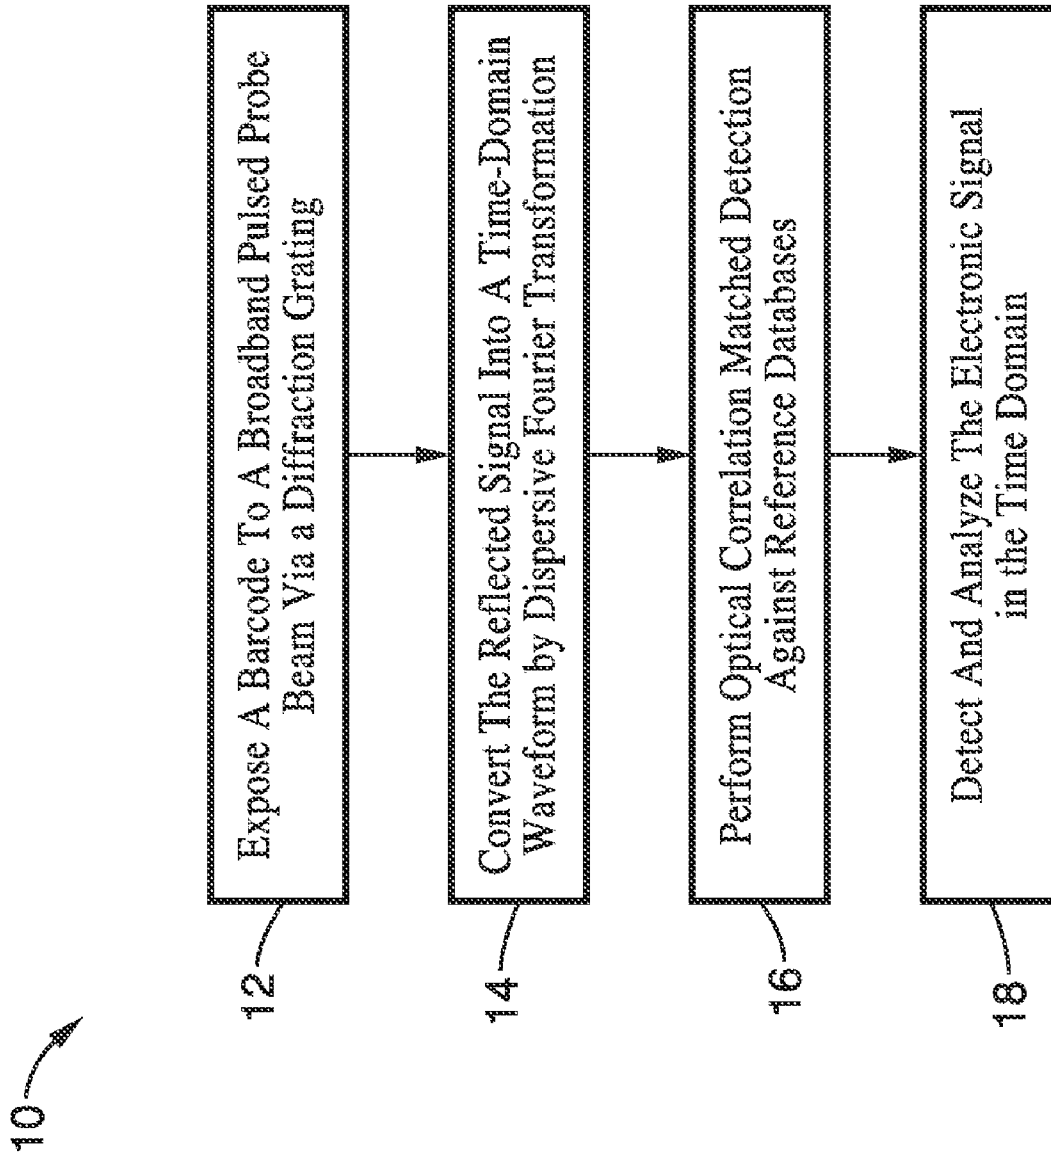 10
12
Expose A Barcode To A Broadband Pulsed Probe
Beam Via a Diffraction Grating
14
Convert The Reflected Signal Into A Time-Domain
Waveform by Dispersive Fourier Transformation
16
Perform Optical Correlation Matched Detection
Against Reference Databases
18
Detect And Analyze The Electronic Signal
in the Time Domain